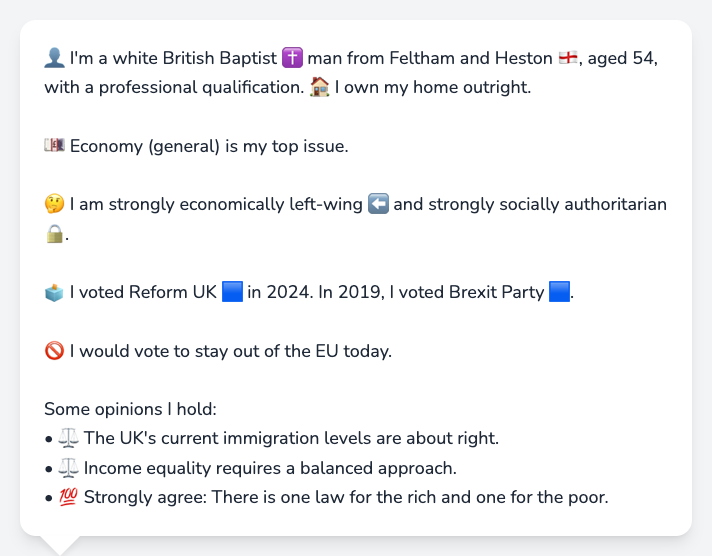 👤 I'm a white British Baptist ✝️ man from Feltham and Heston 🏴󠁧󠁢󠁥󠁮󠁧󠁿, aged 54,
with a professional qualification. 🏠 I own my home outright.
💷 Economy (general) is my top issue.
🤔 I am strongly economically left-wing ⬅️ and strongly socially authoritarian
🔒.
🗳️ I voted Reform UK 🟦 in 2024. In 2019, I voted Brexit Party 🟦.
🚫 I would vote to stay out of the EU today.
Some opinions I hold:
• ⚖️ The UK's current immigration levels are about right.
• ⚖️ Income equality requires a balanced approach.
• 💯 Strongly agree: There is one law for the rich and one for the poor.